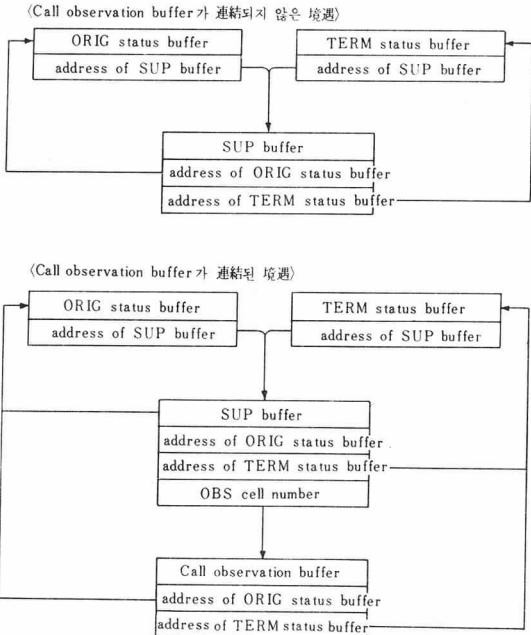 〈Call observation buffer가 連結되지 않은 境遇〉
ORIG status buffer
address of SUP buffer
TERM status buffer
address of SUP buffer
SUP buffer
address of ORIG status buffer
address of TERM status buffer
〈Call observation buffer가 連結된 境遇〉
ORIG status buffer
address of SUP buffer
TERM status buffer
address of SUP buffer
SUP buffer
address of ORIG status buffer
address of TERM status buffer
OBS cell number
Call observation buffer
address of ORIG status buffer
address of TERM status buffer